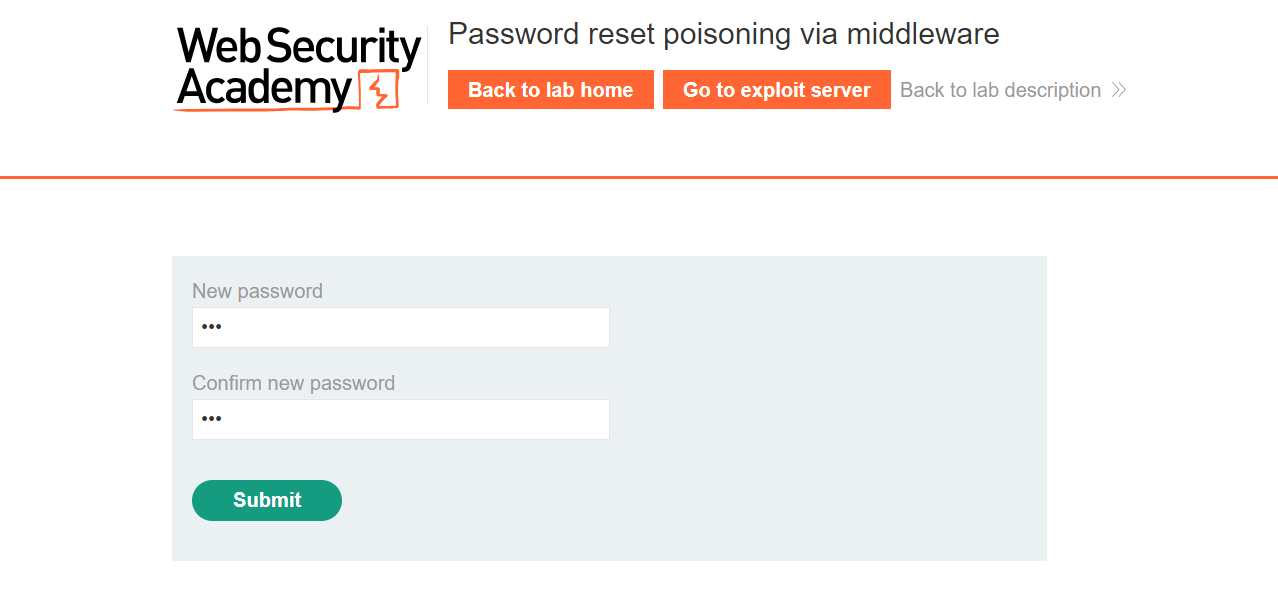 Web Security
Academy
Password reset poisoning via middleware
Back to lab home
Go to exploit server
Back to lab description
New password
•••
Confirm new password
•••
Submit